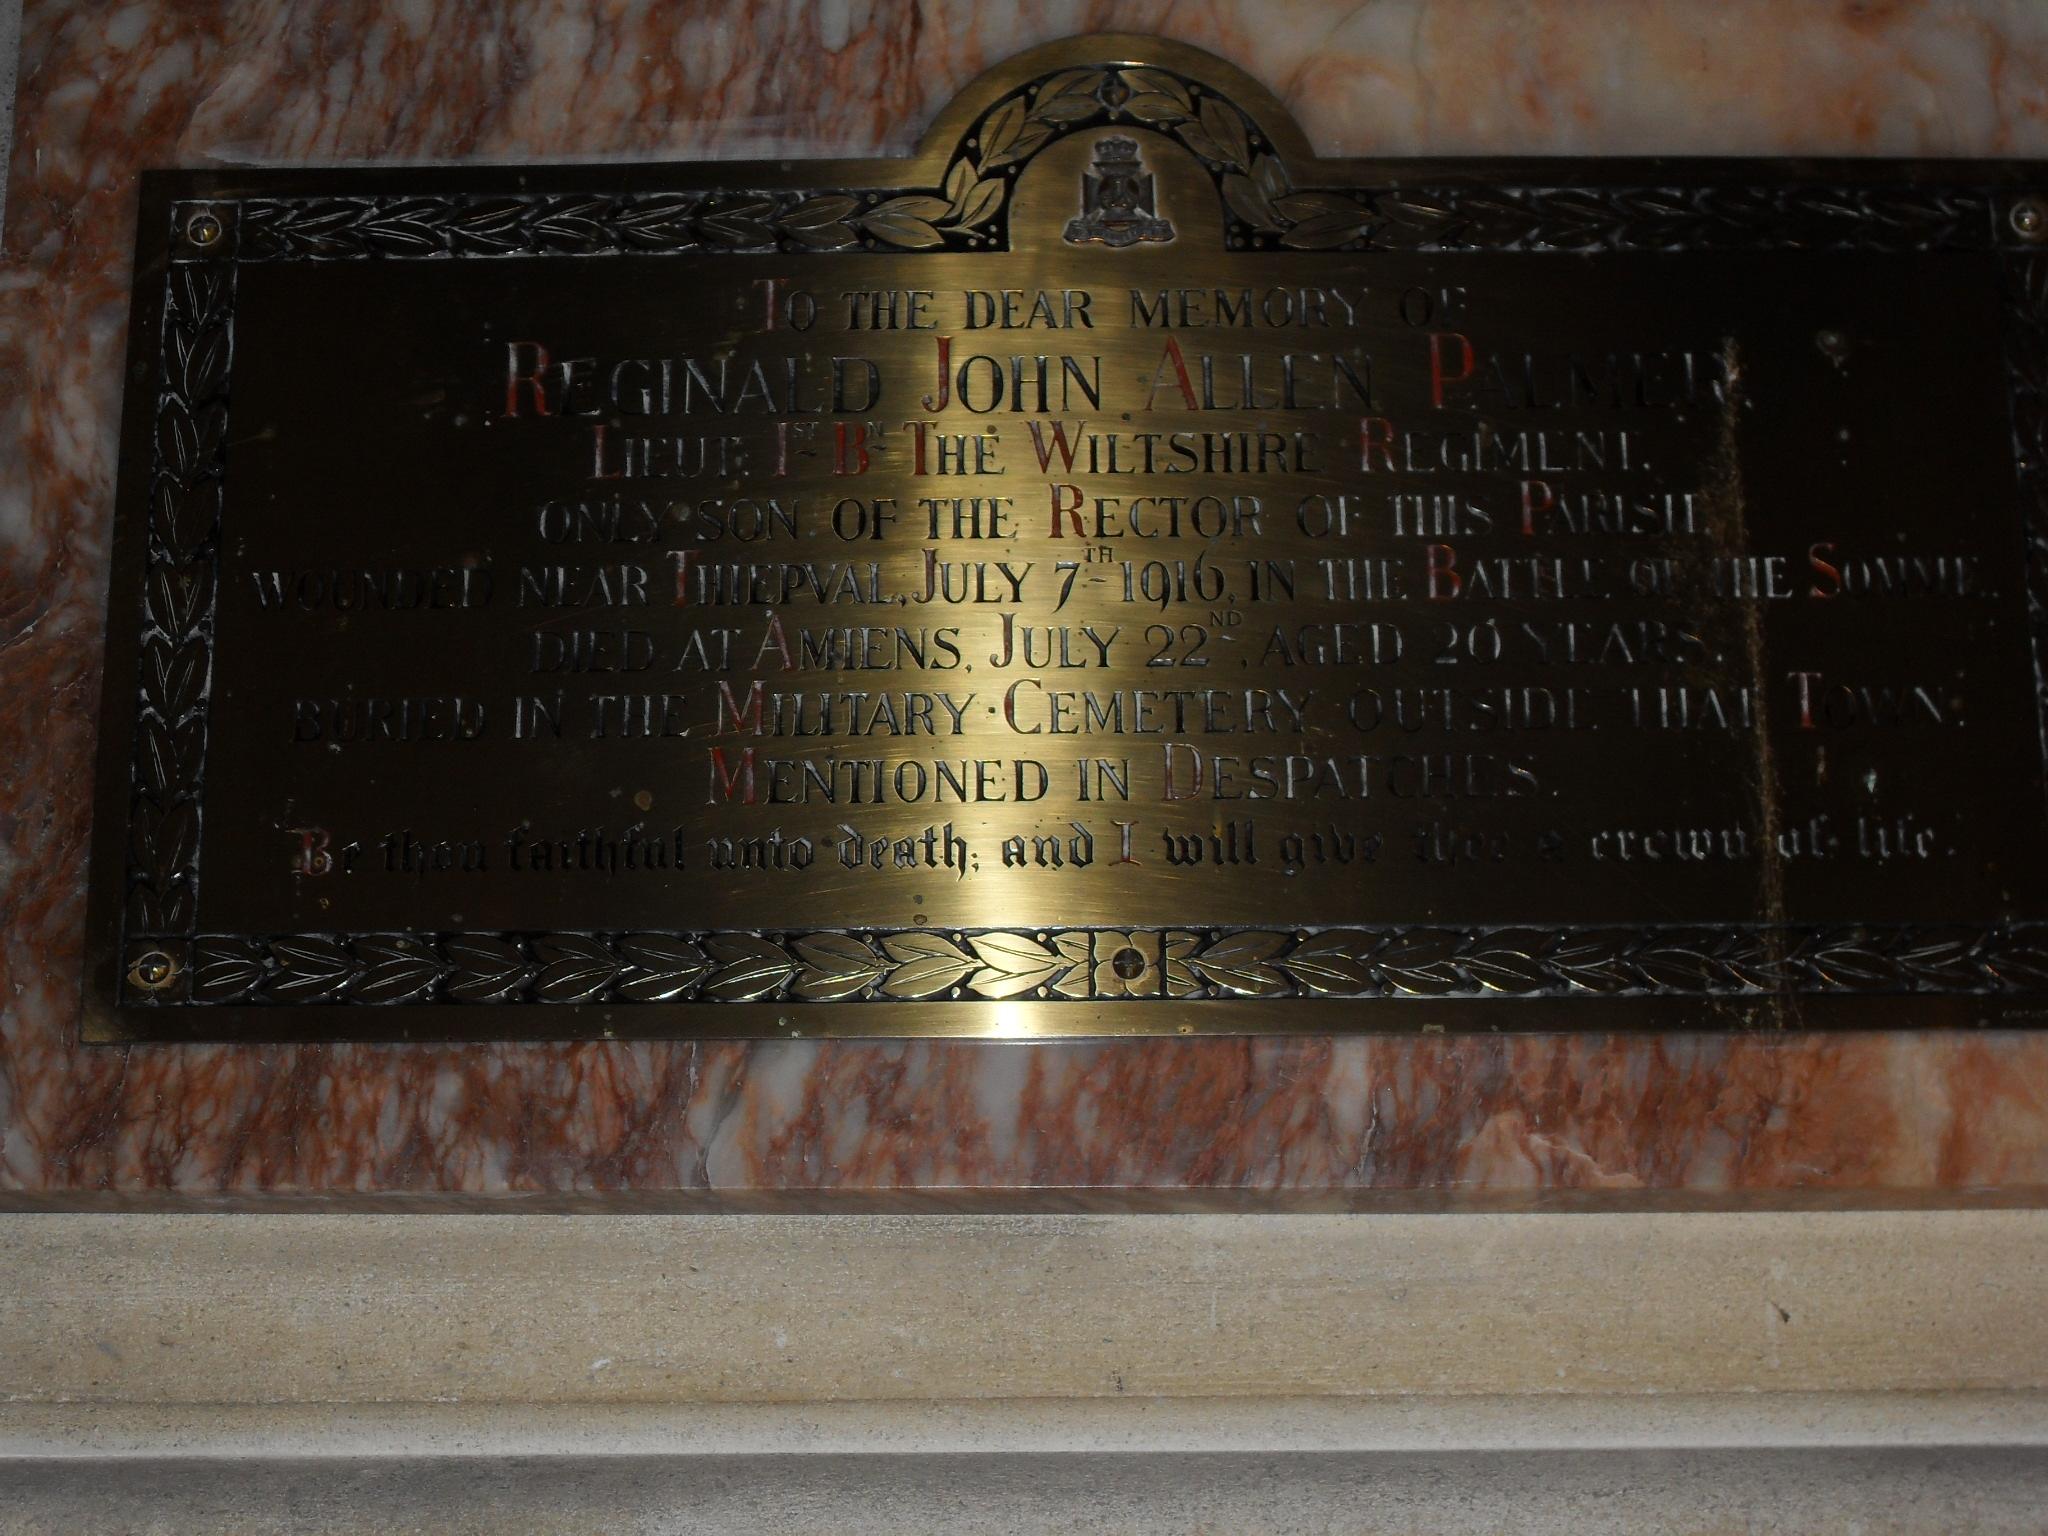 To the dear memory of
Reginald John Allen Palmer
Lieut: 1st Bn The Wiltshire Regiment.
only son of the Rector of this Parish.
wounded near Thiepval, July 7th 1916, in the Battle of the Somme.
died at Amiens, July 22nd, aged 20 years.
buried in the Military Cemetery outside that Town.
Mentioned in Despatches.
Be thou faithful unto death; and I will give thee a crown of life.